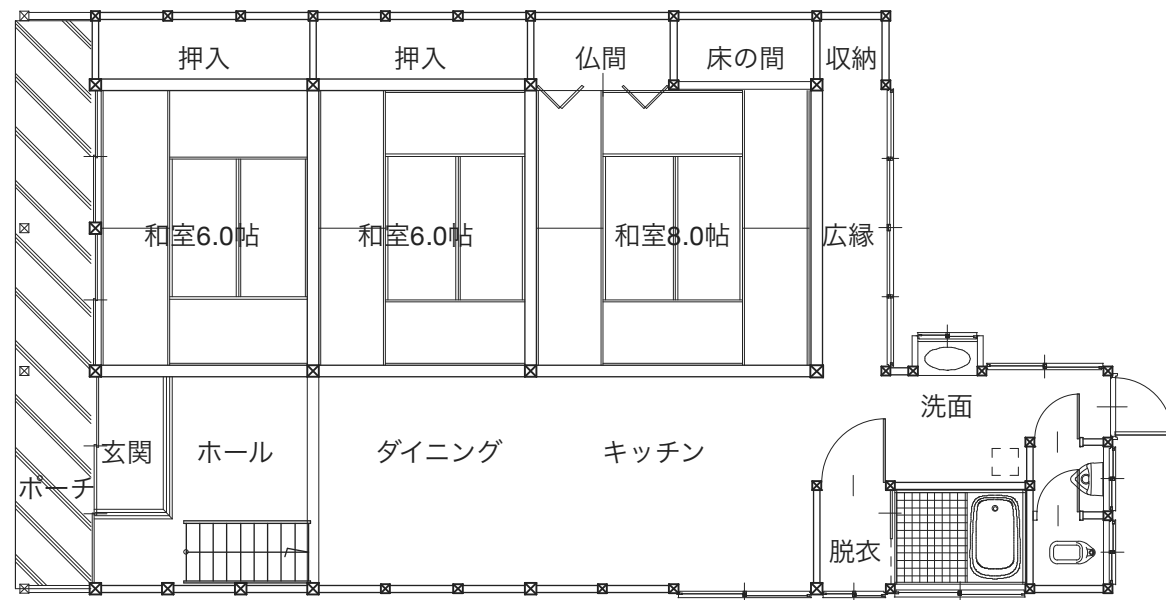 押入
押入
仏間
床の間
収納
和室6.0帖
和室6.0帖
和室8.0帖
広縁
洗面
玄関
ホール
ダイニング
キッチン
ポーチ
脱衣